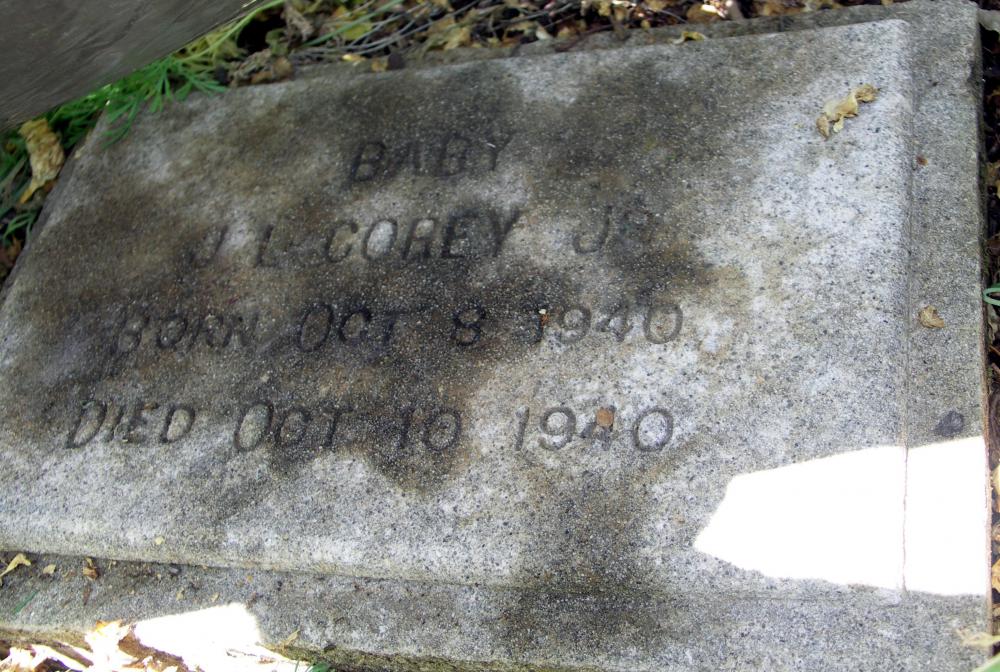 BABY
J L COREY JR
BORN OCT 8 1940
DIED OCT 10 1940